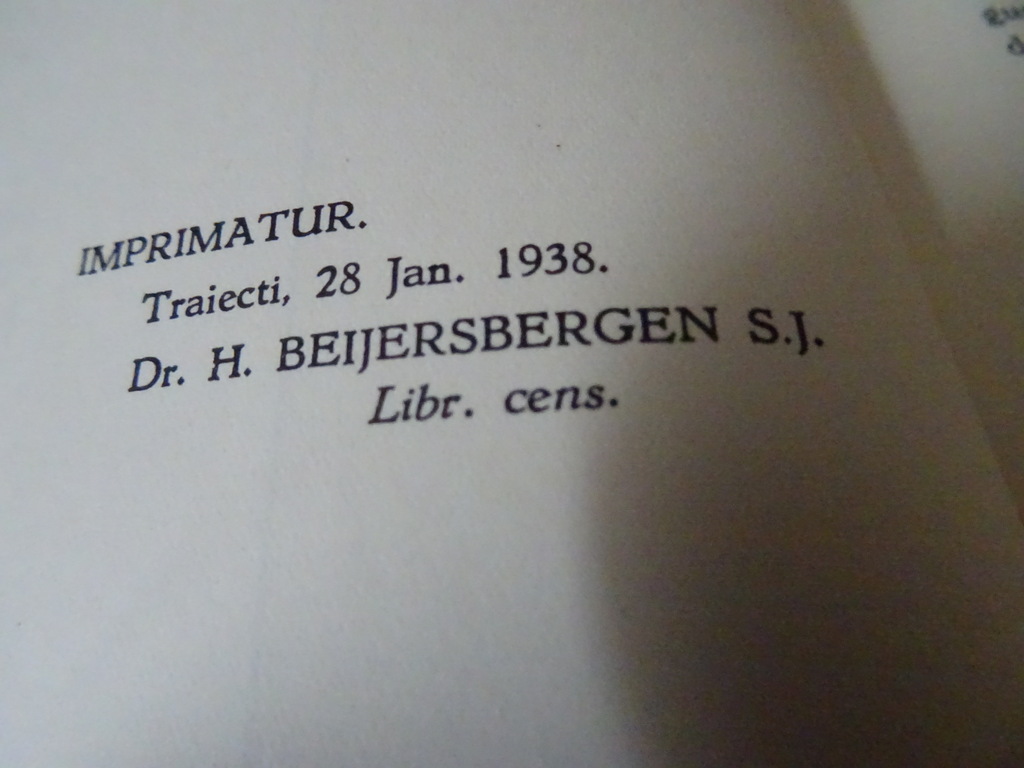 IMPRIMATUR.
Traiecti, 28 Jan. 1938.
Dr. H. BEIJERSBERGEN S.J.
Libr. cens.